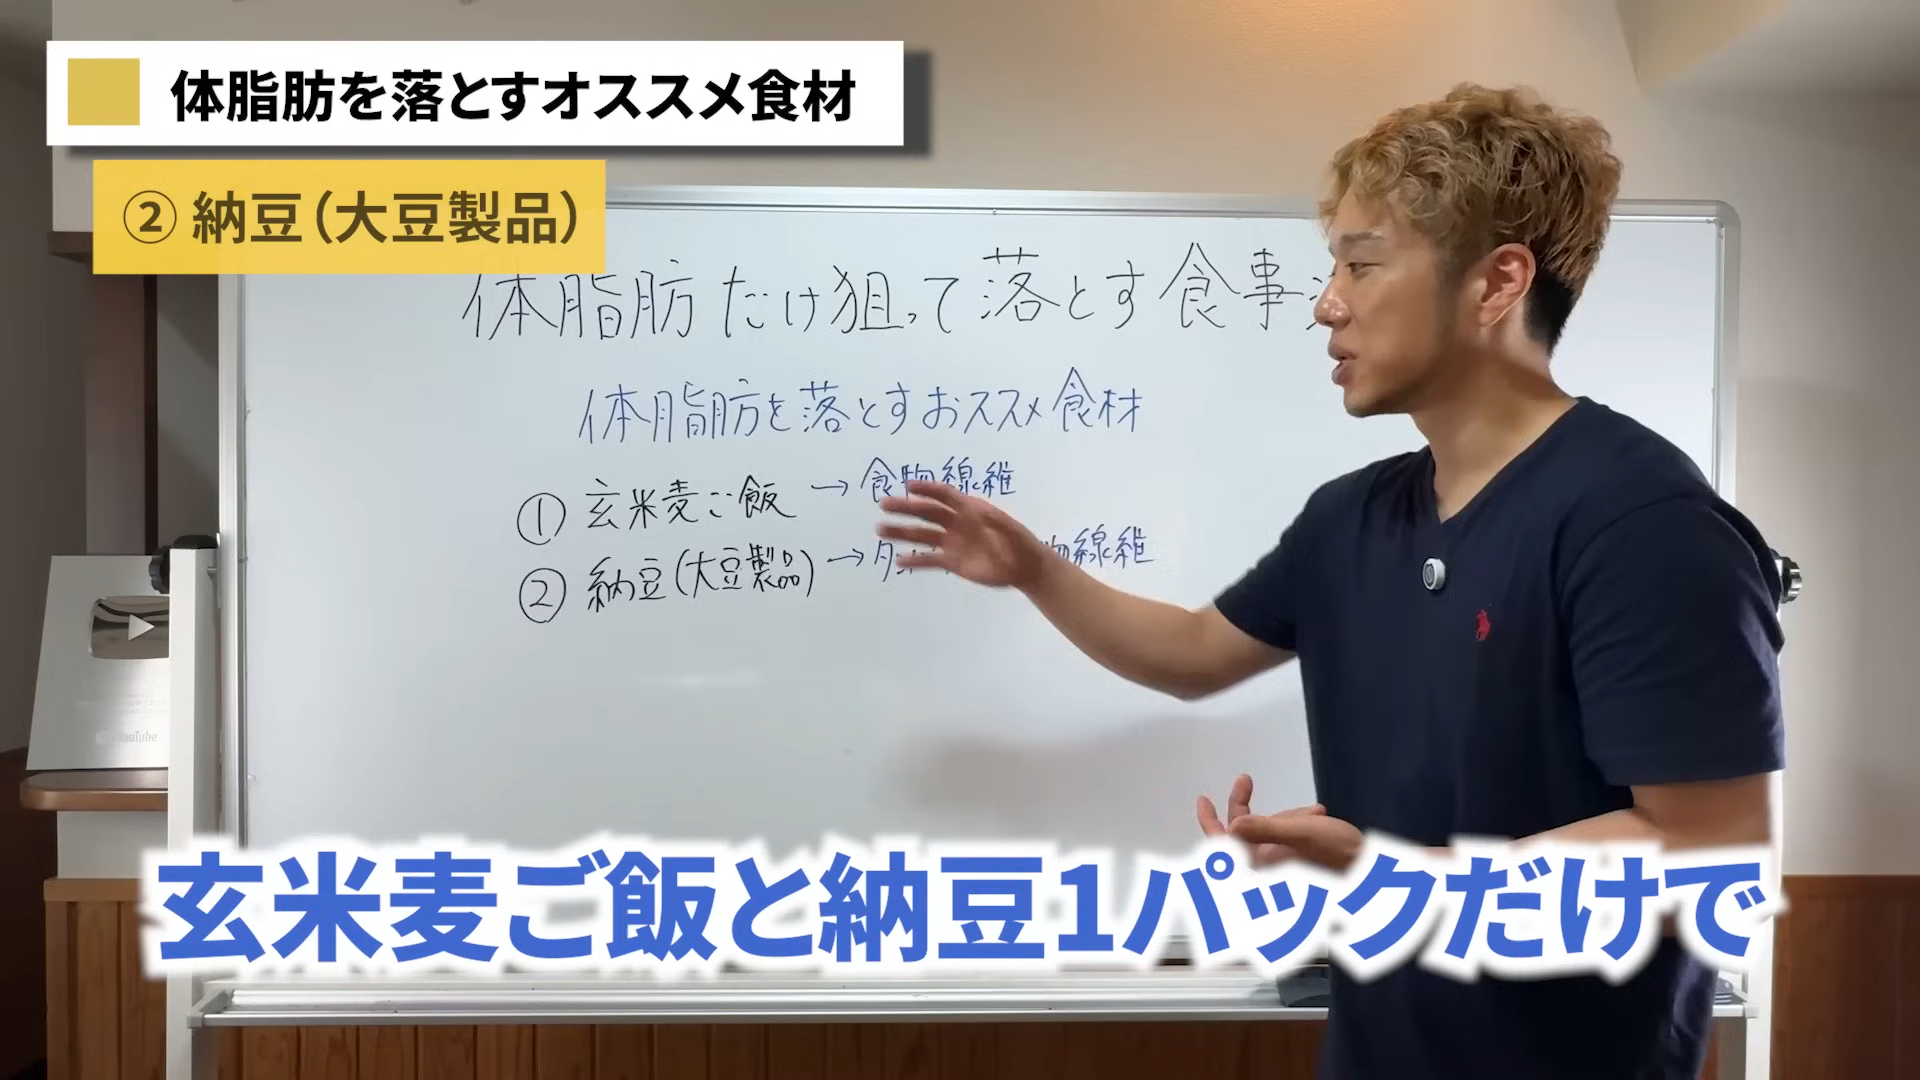 体脂肪を落とすオススメ食材
② 納豆(大豆製品)
体脂肪だけ狙って落とす食事
体脂肪を落とすおススメ食材
① 玄米麦ご飯 → 食物線維
② 納豆(大豆製品) → タン 物線維
YouTube
玄米麦ご飯と納豆1パックだけで